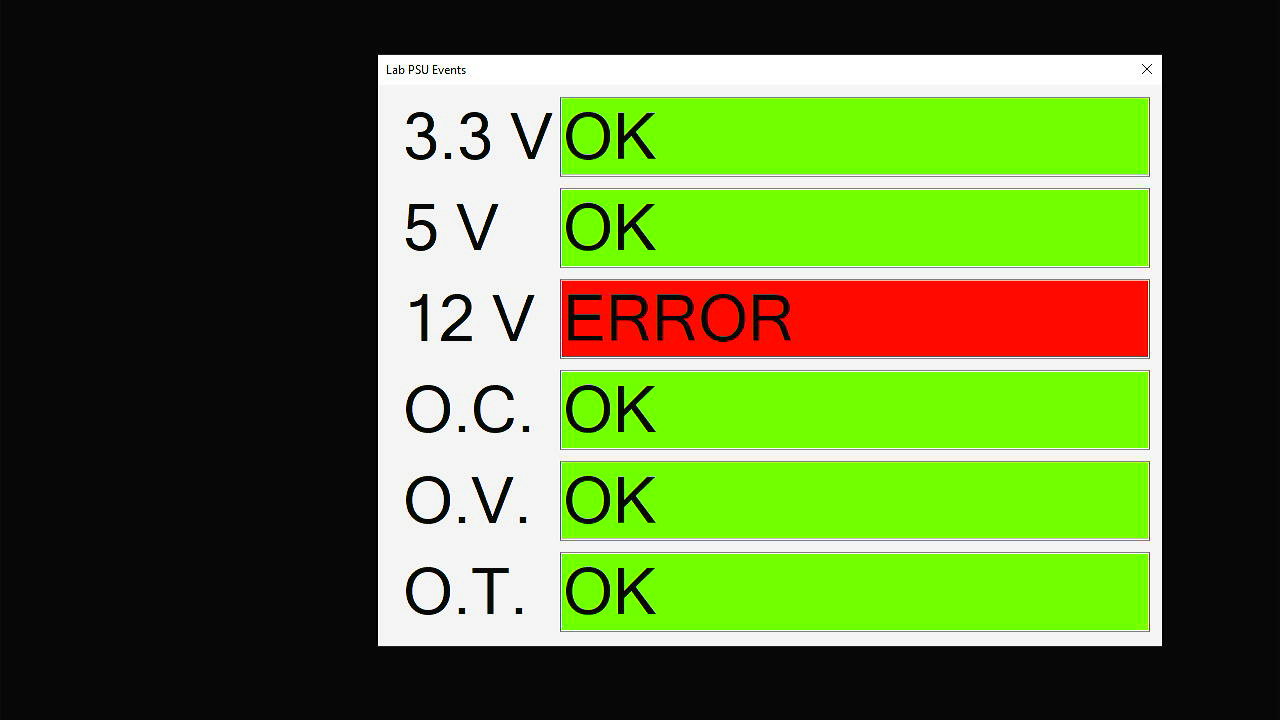 Lab PSU Events
3.3 V OK
5 V OK
12 V ERROR
O.C. OK
O.V. OK
O.T. OK